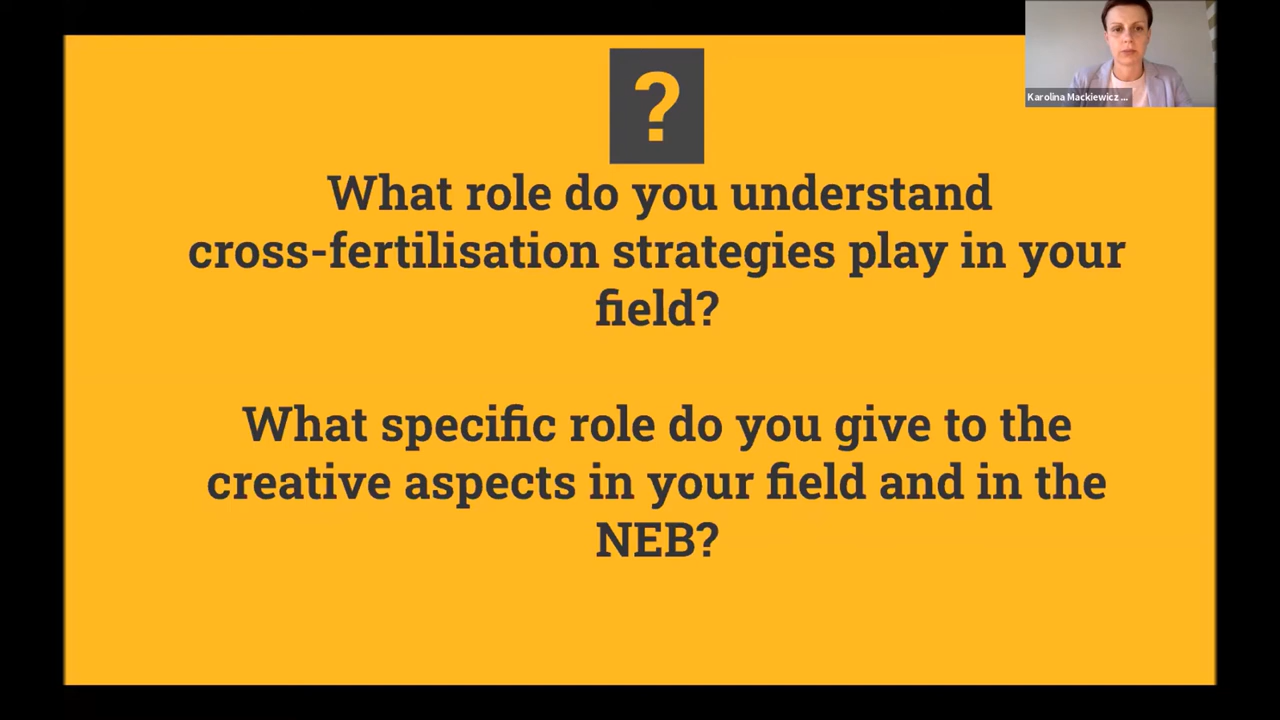 Karolina Mackiewicz ...
?
What role do you understand
cross-fertilisation strategies play in your
field?
What specific role do you give to the
creative aspects in your field and in the
NEB?